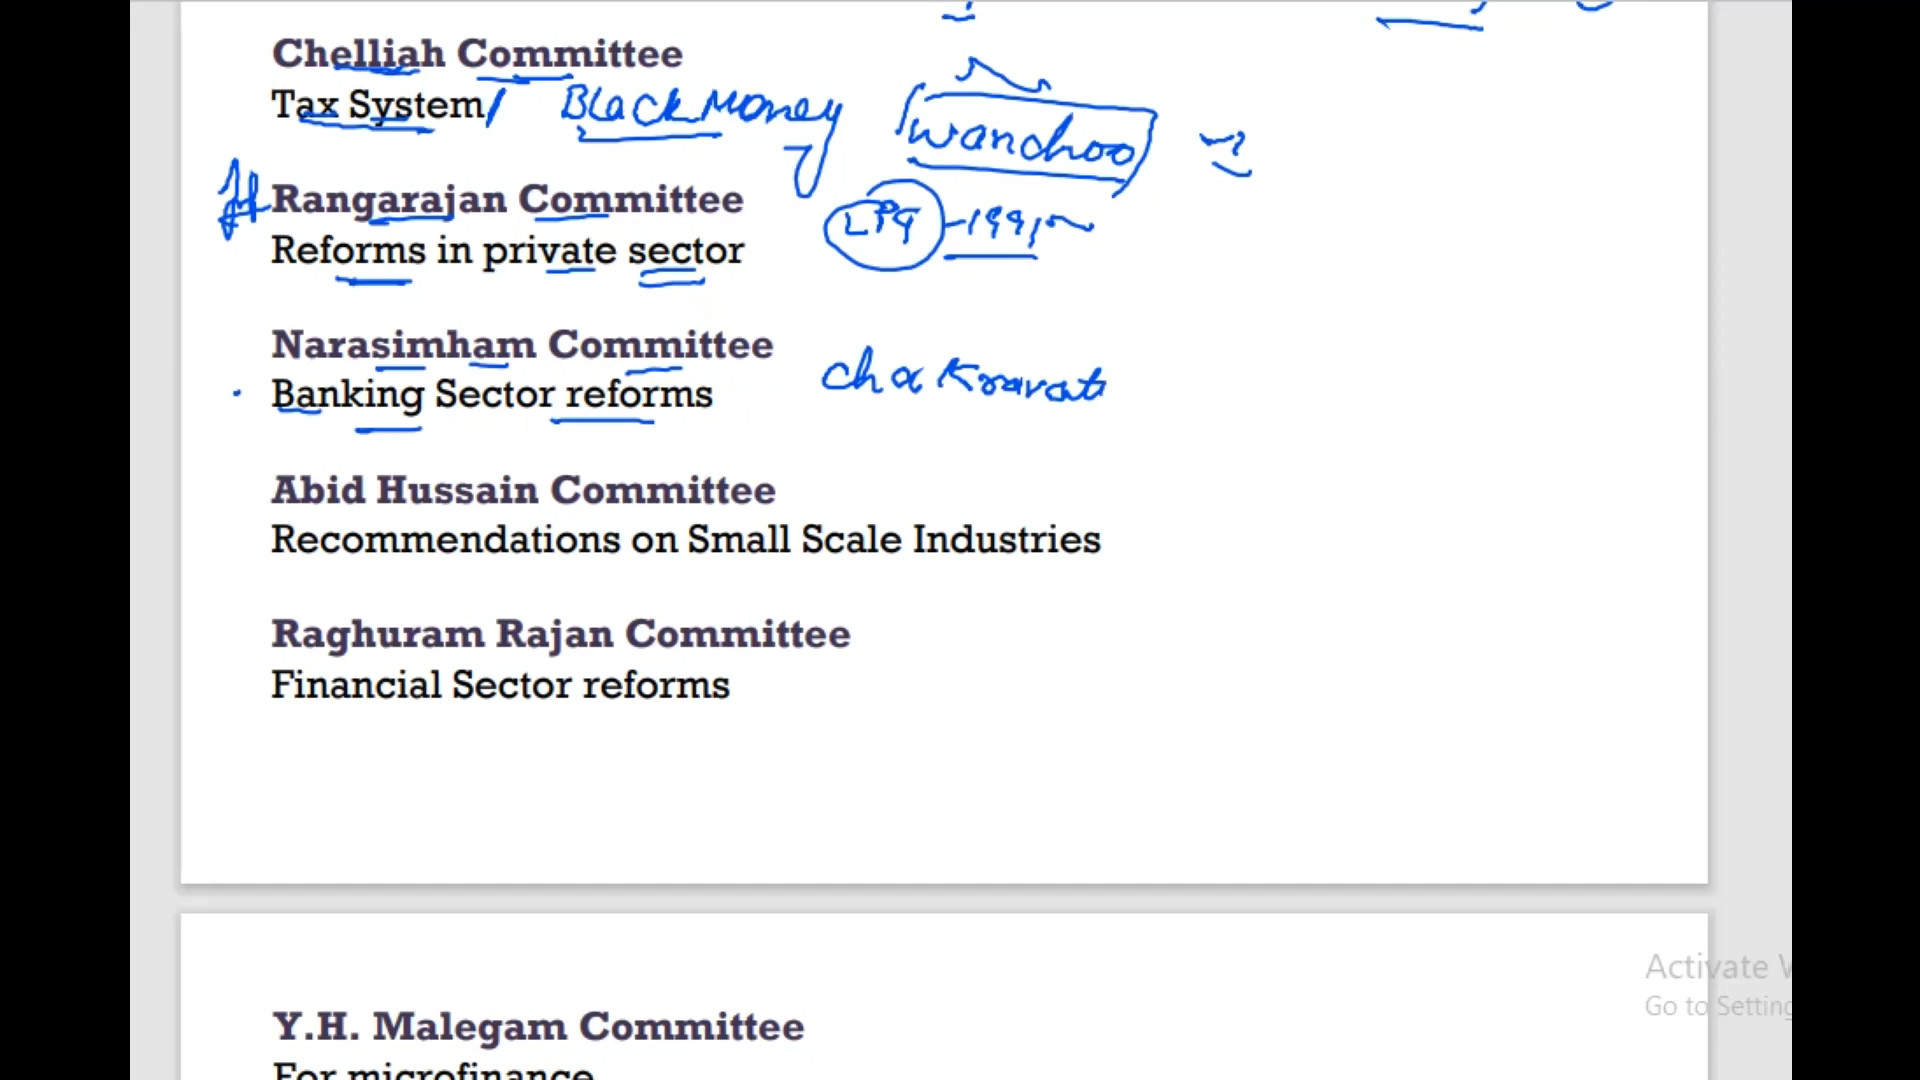 Chelliah Committee
Tax System/ Black Money wanchoo
Rangarajan Committee
LPG - 1991
Reforms in private sector
Narasimham Committee
Banking Sector reforms
Abid Hussain Committee
Recommendations on Small Scale Industries
Raghuram Rajan Committee
Financial Sector reforms
Activate
Go to Setting
Y.H. Malegam Committee
For microfinance